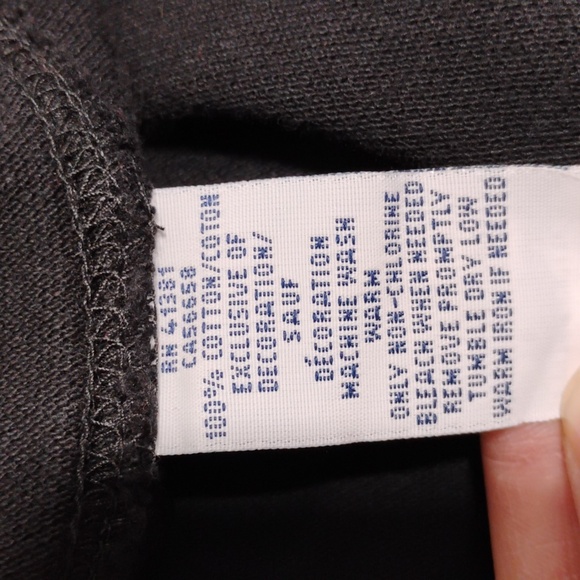 RN 41381
CA50658
100% COTTON/COTON
EXCLUSIVE OF
DECORATION/
SAUF
DÉCORATION
MACHINE WASH
WARM
ONLY NON-CHLORINE
BLEACH WHEN NEEDED
REMOVE PROMPTLY
TUMBLE DRY LOW
WARM IRON IF NEEDED